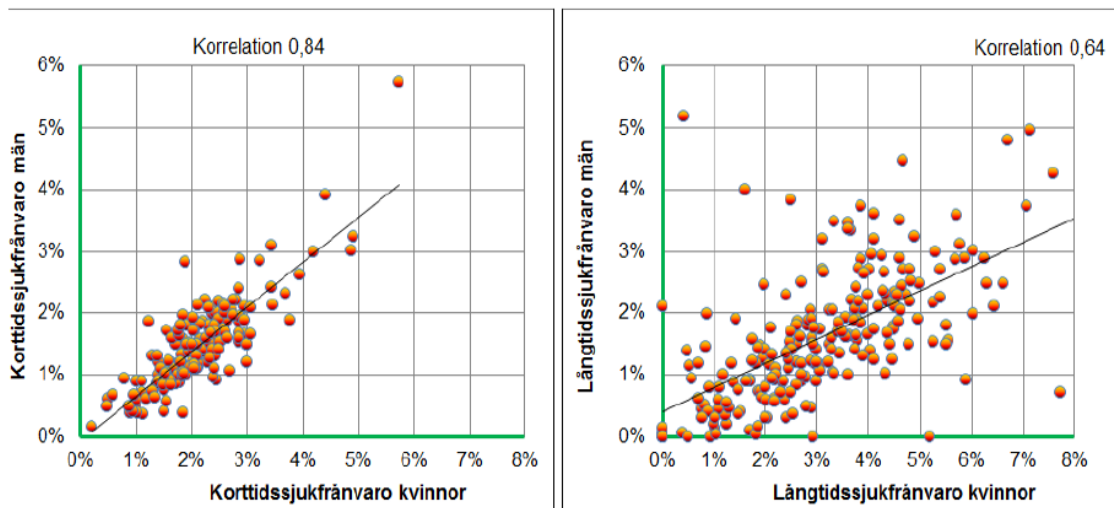 Korrelation 0,84
6%
5%
4%
3%
2%
1%
0%
Korttidssjukfrånvaro män
0% 1% 2% 3% 4% 5% 6% 7% 8%
Korttidssjukfrånvaro kvinnor
Korrelation 0,64
6%
5%
4%
3%
2%
1%
0%
Långtidssjukfrånvaro män
0% 1% 2% 3% 4% 5% 6% 7% 8%
Långtidssjukfrånvaro kvinnor